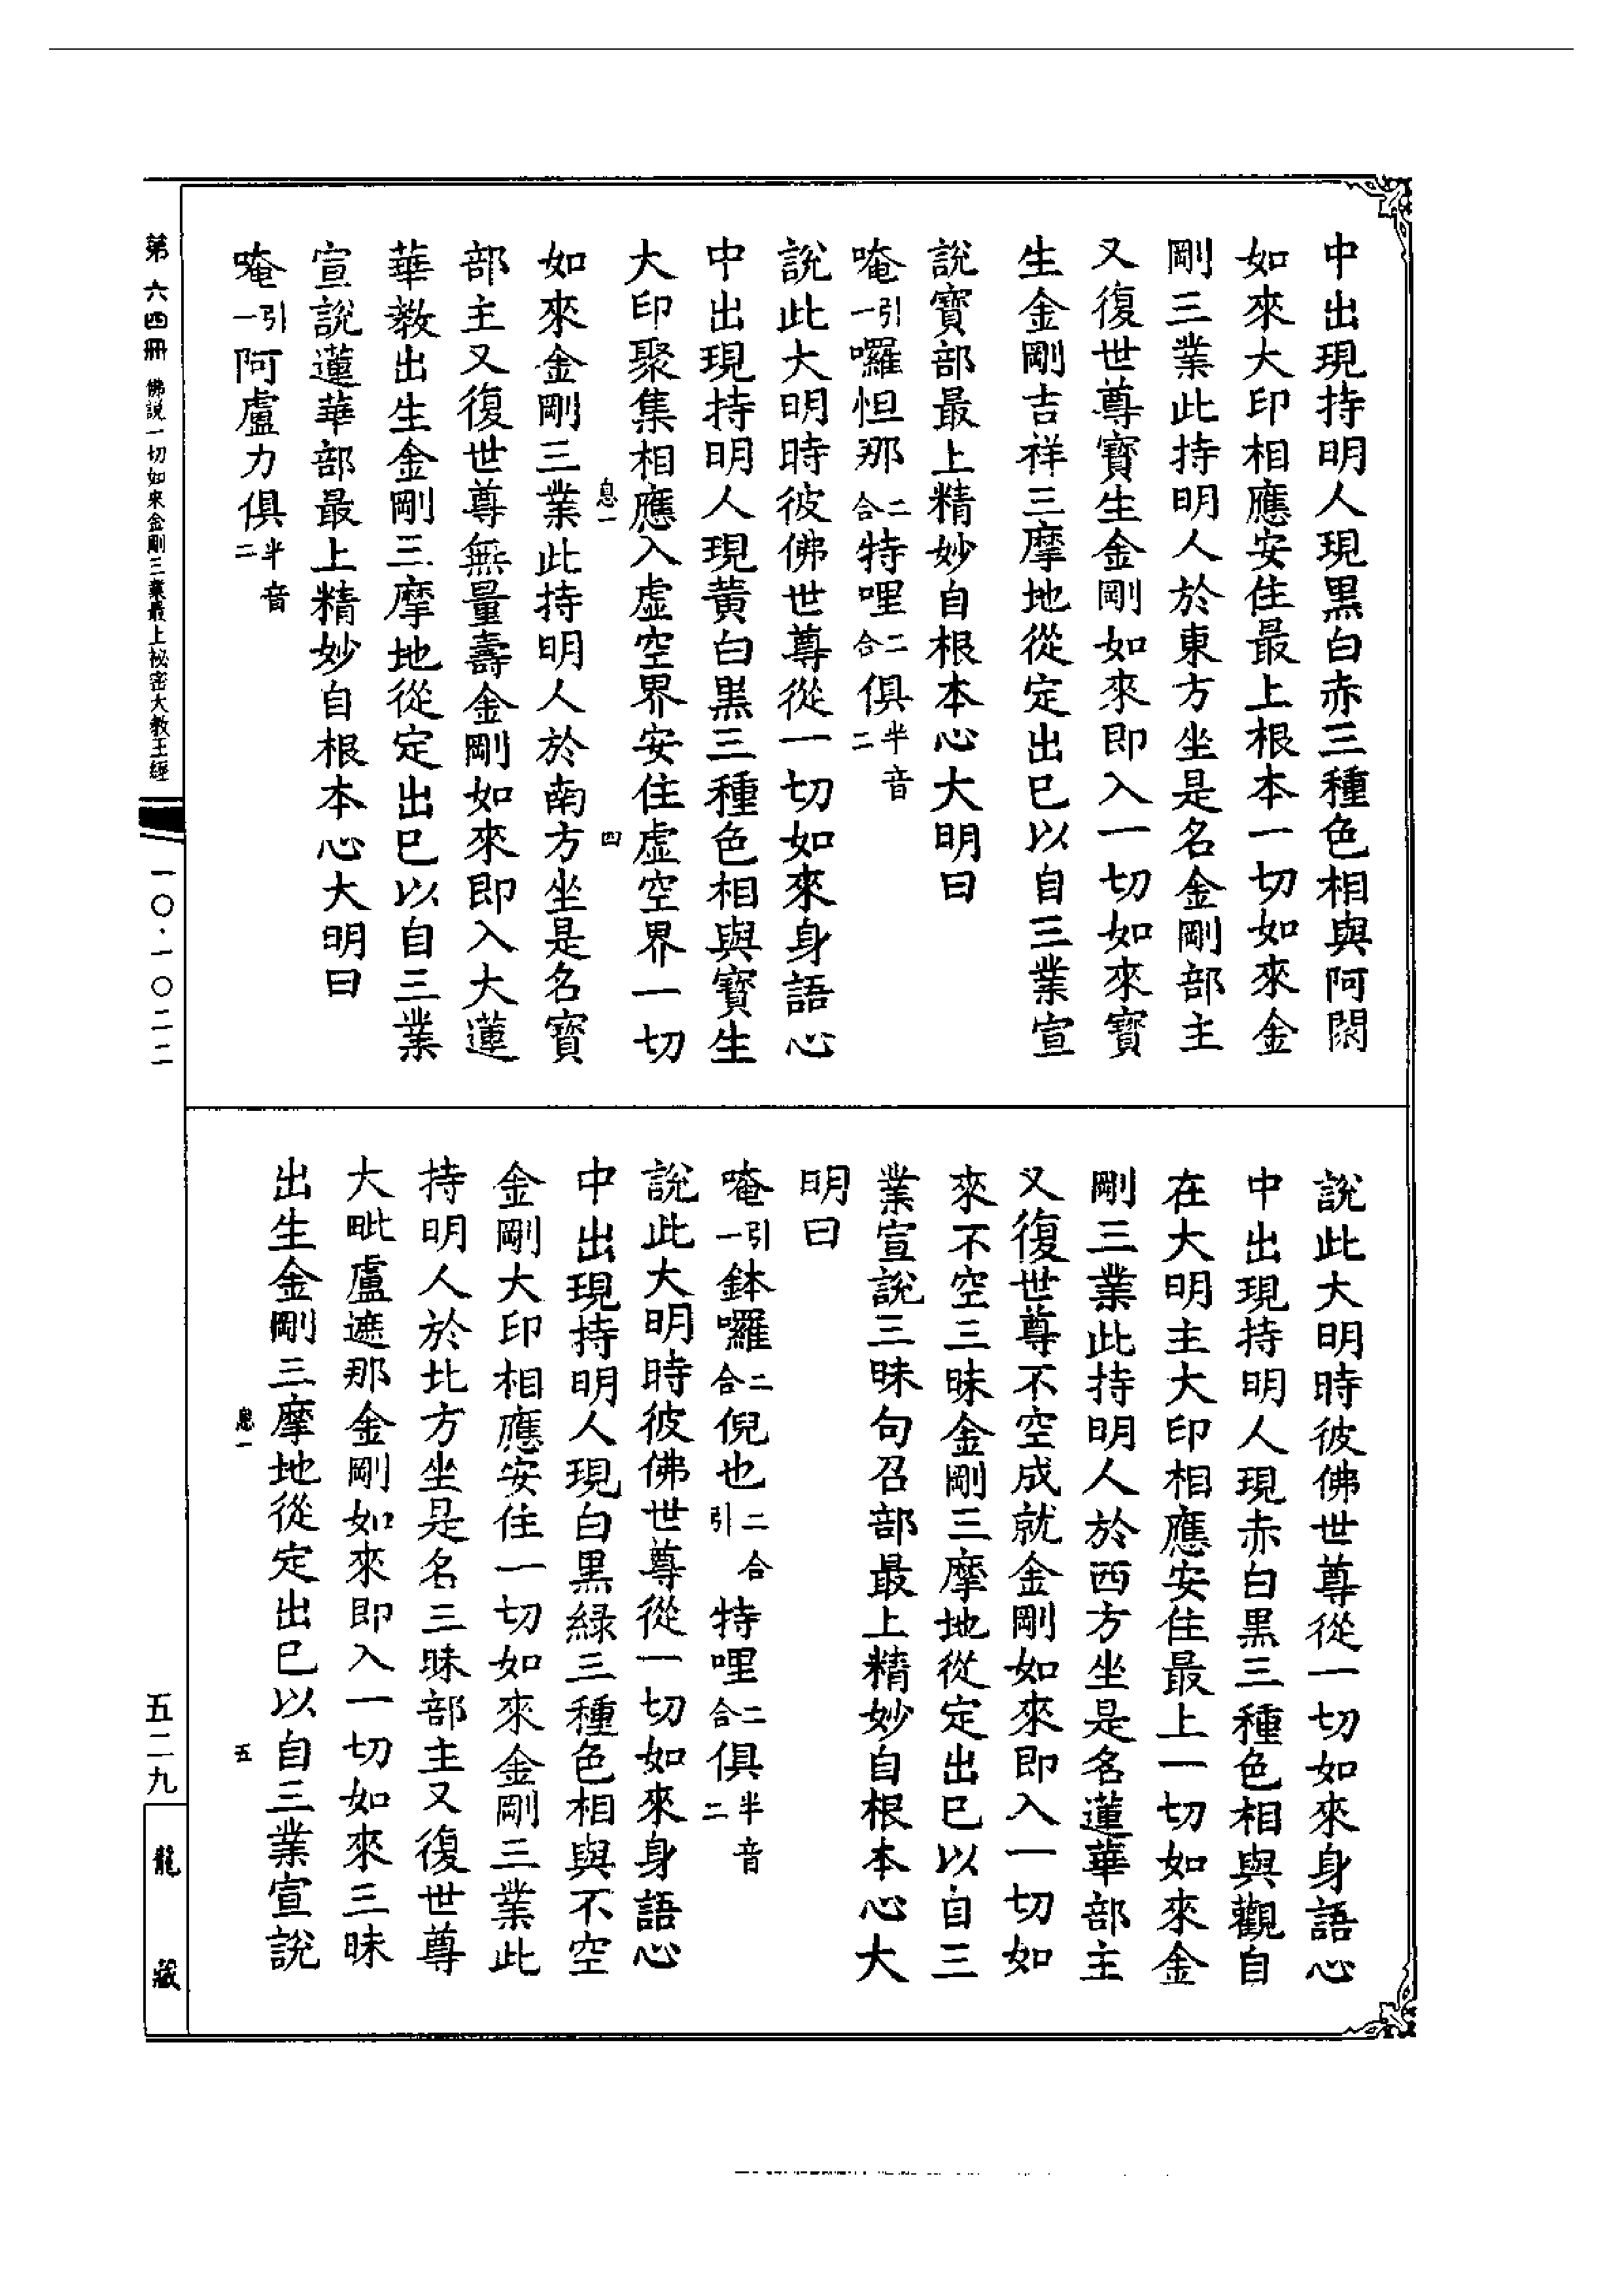 中出現持明人現黑白赤三種色相與阿閦
如來大印相應安住最上根本一切如來金
剛三業此持明人於東方坐是名金剛部主
又復世尊寶生金剛如來即入一切如來寶
生金剛吉祥三摩地從定出已以自三業宣
說寶部最上精妙自根本心大明曰
唵引一囉怛那二合特哩二合俱半音二
說此大明時彼佛世尊從一切如來身語心
中出現持明人現黃白黑三種色相與寶生
大印聚集相應入虛空界安住虛空界一切
息一 四
如來金剛三業此持明人於南方坐是名寶
部主又復世尊無量壽金剛如來即入大蓮
華教出生金剛三摩地從定出已以自三業
宣說蓮華部最上精妙自根本心大明曰
唵引一阿盧力俱半音二
說此大明時彼佛世尊從一切如來身語心
中出現持明人現赤白黑三種色相與觀自
在大明主大印相應安住最上一切如來金
剛三業此持明人於西方坐是名蓮華部主
又復世尊不空成就金剛如來即入一切如
來不空三昧金剛三摩地從定出已以自三
業宣說三昧句召部最上精妙自根本心大
明曰
唵引一鉢囉二合倪也二合引特哩二合俱半音二
說此大明時彼佛世尊從一切如來身語心
中出現持明人現白黑綠三種色相與不空
金剛大印相應安住一切如來金剛三業此
持明人於北方坐是名三昧部主又復世尊
大毗盧遮那金剛如來即入一切如來三昧
出生金剛三摩地從定出已以自三業宣說
息一 五
第六四冊 佛說一切如來金剛三業最上祕密大教王經
一〇·一〇二二
五二九
龍藏